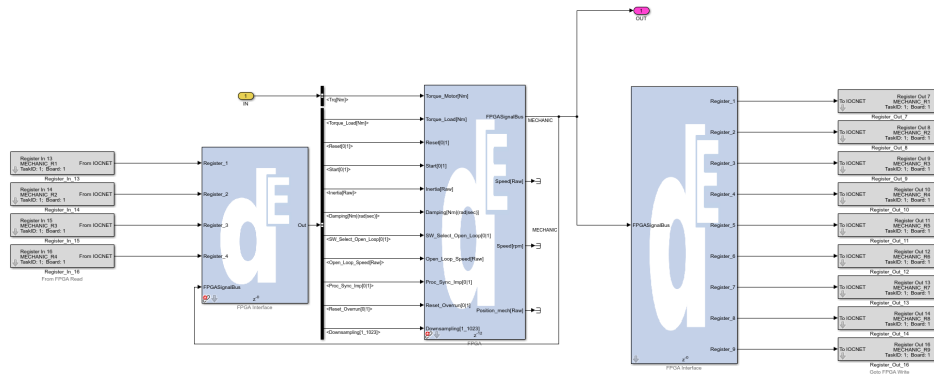 1
OUT
1
IN
<Trq[Nm]>
<Torque_Load[Nm]>
<Reset[0|1]>
<Start[0|1]>
<Inertia[Raw]>
<Damping[Nm|(rad|sec)]>
<SW_Select_Open_Loop[0|1]>
<Open_Loop_Speed[Raw]>
<Proc_Sync_Imp[0|1]>
<Reset_Overrun[0|1]>
<Downsampling[1_1023]>
Register In 13
MECHANIC_R1 From IOCNET
TaskID: 1; Board: 1
Register_In_13
Register In 14
MECHANIC_R2 From IOCNET
TaskID: 1; Board: 1
Register_In_14
Register In 15
MECHANIC_R3 From IOCNET
TaskID: 1; Board: 1
Register_In_15
Register In 16
MECHANIC_R4 From IOCNET
TaskID: 1; Board: 1
Register_In_16
From FPGA Read
Register_1
Register_2
Register_3
Register_4
FPGASignalBus
Out
FPGA Interface
Torque_Motor[Nm]
Torque_Load[Nm]
Reset[0|1]
Start[0|1]
Inertia[Raw]
Damping[Nm|(rad|sec)]
SW_Select_Open_Loop[0|1]
Open_Loop_Speed[Raw]
Proc_Sync_Imp[0|1]
Reset_Overrun[0|1]
Downsampling[1_1023]
FPGASignalBus
Speed[Raw]
Speed[rpm]
Position_mech[Raw]
FPGA
MECHANIC
MECHANIC
FPGASignalBus
Register_1
Register_2
Register_3
Register_4
Register_5
Register_6
Register_7
Register_8
Register_9
FPGA Interface
Register Out 7
To IOCNET MECHANIC_R1
TaskID: 1; Board: 1
Register_Out_7
Register Out 8
To IOCNET MECHANIC_R2
TaskID: 1; Board: 1
Register_Out_8
Register Out 9
To IOCNET MECHANIC_R3
TaskID: 1; Board: 1
Register_Out_9
Register Out 10
To IOCNET MECHANIC_R4
TaskID: 1; Board: 1
Register_Out_10
Register Out 11
To IOCNET MECHANIC_R5
TaskID: 1; Board: 1
Register_Out_11
Register Out 12
To IOCNET MECHANIC_R6
TaskID: 1; Board: 1
Register_Out_12
Register Out 13
To IOCNET MECHANIC_R7
TaskID: 1; Board: 1
Register_Out_13
Register Out 14
To IOCNET MECHANIC_R8
TaskID: 1; Board: 1
Register_Out_14
Register Out 16
To IOCNET MECHANIC_R9
TaskID: 1; Board: 1
Register_Out_16
Goto FPGA Write